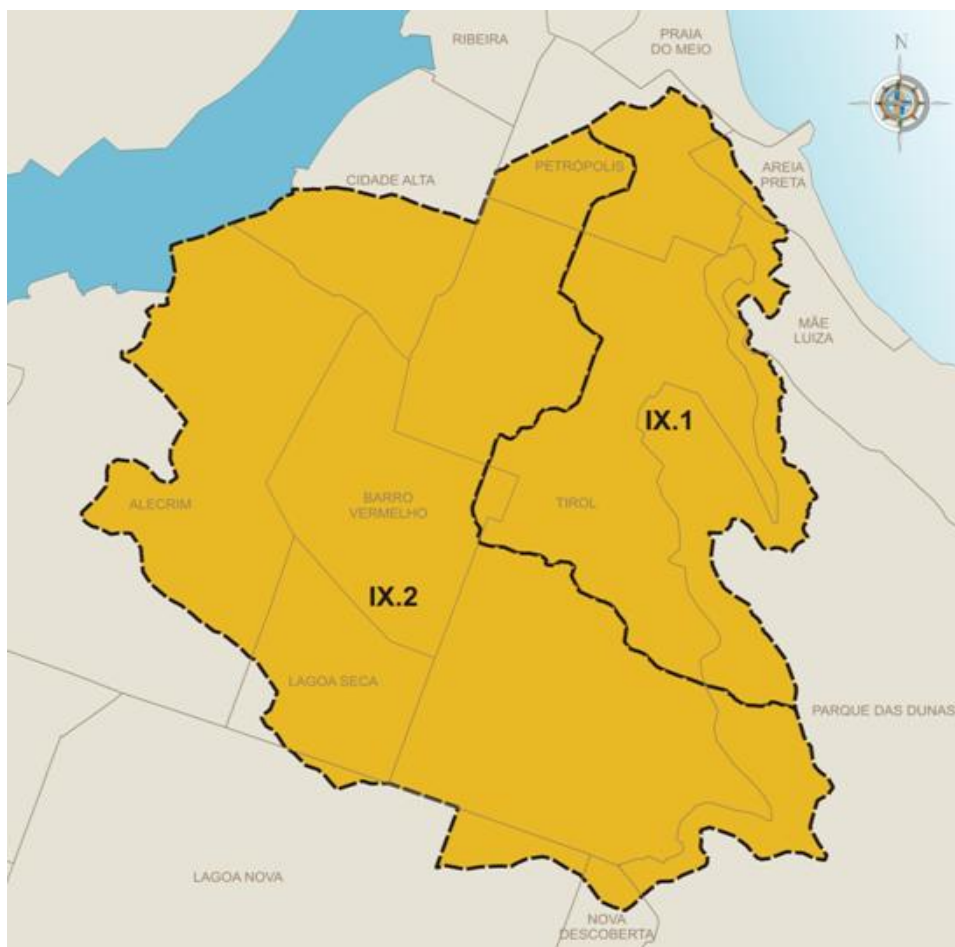 RIBEIRA
PRAIA
DO MEIO
N
PETRÓPOLIS
AREIA
PRETA
CIDADE ALTA
MÃE
LUIZA
IX.1
ALECRIM
BARRO
VERMELHO
TIROL
IX.2
LAGOA SECA
PARQUE DAS DUNAS
LAGOA NOVA
NOVA
DESCOBERTA